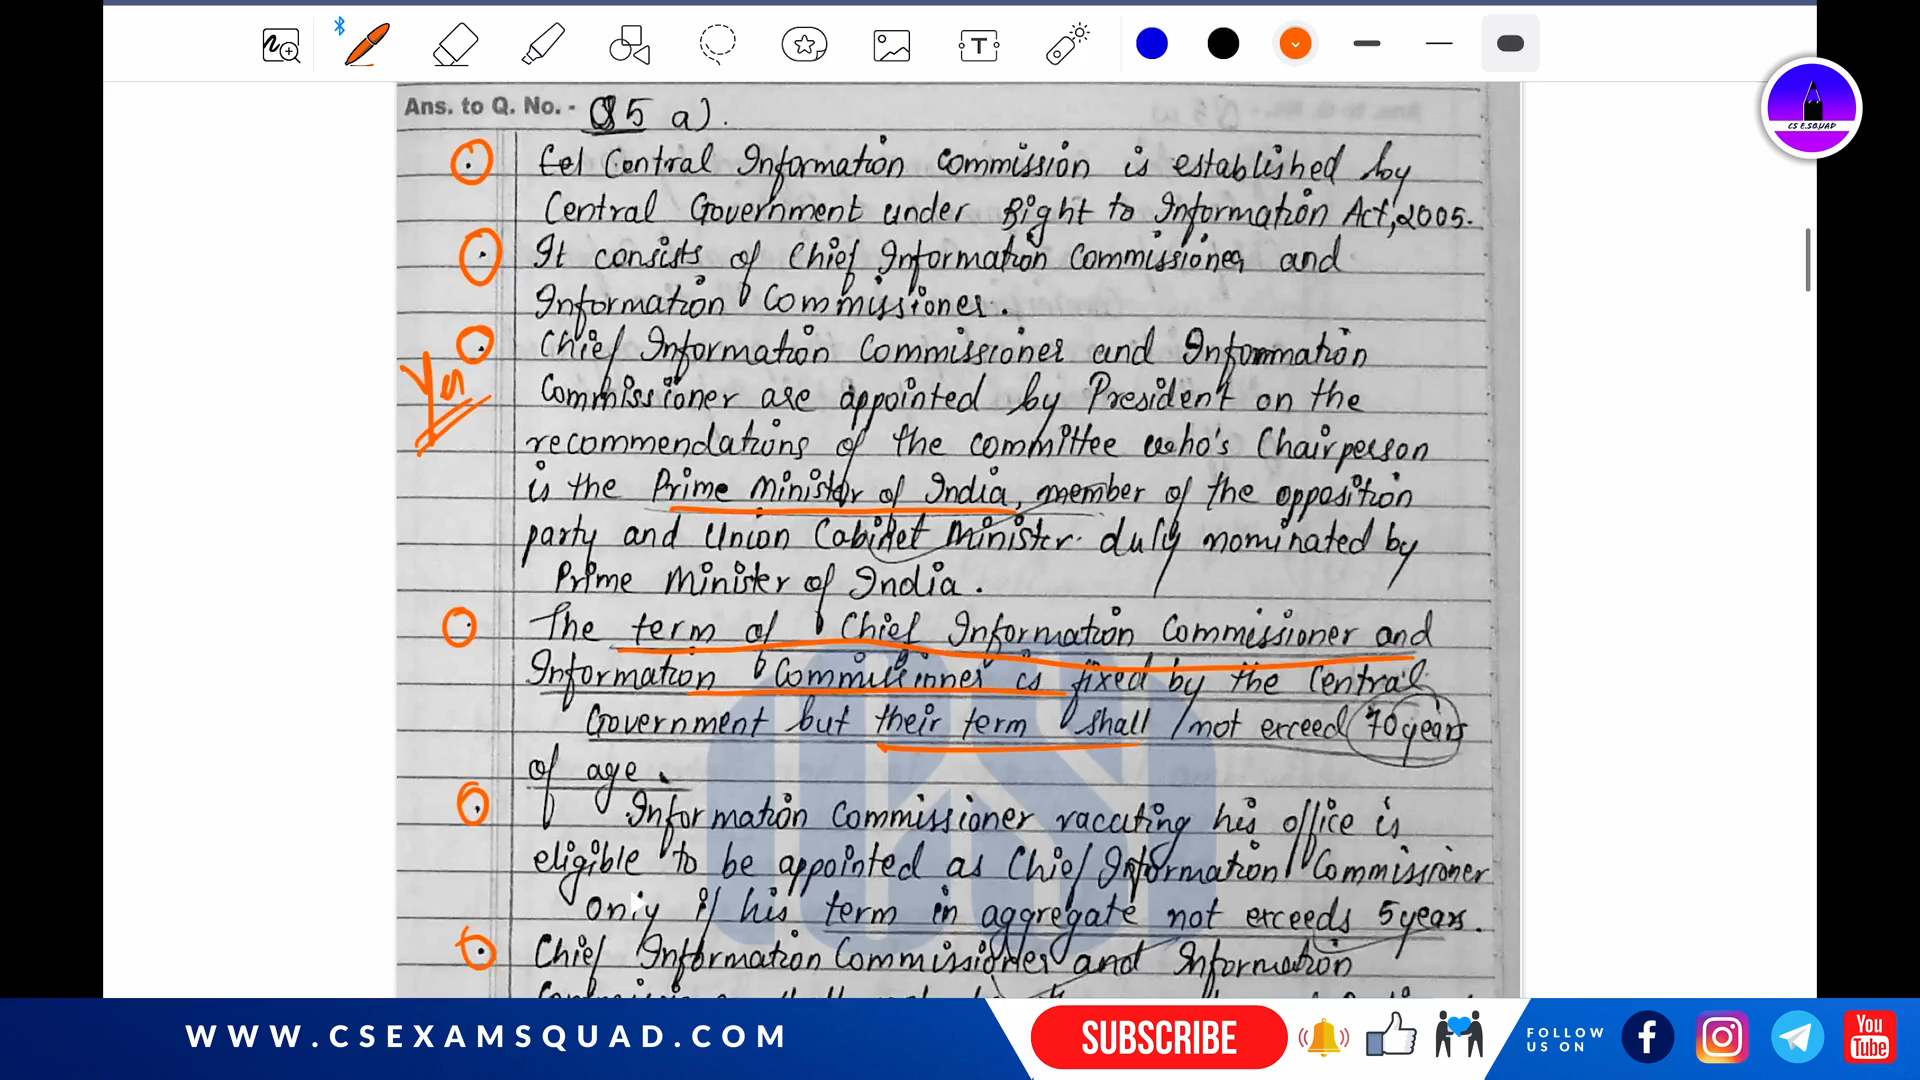 CS E.SQUAD
Ans. to Q. No. - Q5 a).
Central Information Commission is established by
Central Government under Right to Information Act, 2005.
It consists of Chief Information Commissioner and
Information Commissioner.
Chief Information Commissioner and Information
Yes
Commissioner are appointed by President on the
recommendations of the committee who's Chairperson
is the Prime Minister of India, member of the opposition
party and Union Cabinet Minister duly nominated by
Prime Minister of India.
The term of Chief Information Commissioner and
Information Commissioner is fixed by the Central
Government but their term shall not exceed 70 years
of age.
Information Commissioner vacating his office is
eligible to be appointed as Chief Information Commissioner
Only if his term in aggregate not exceeds 5 years.
Chief Information Commissioner and Information
WWW.CSEXAMSQUAD.COM
SUBSCRIBE
FOLLOW
US ON
You
Tube